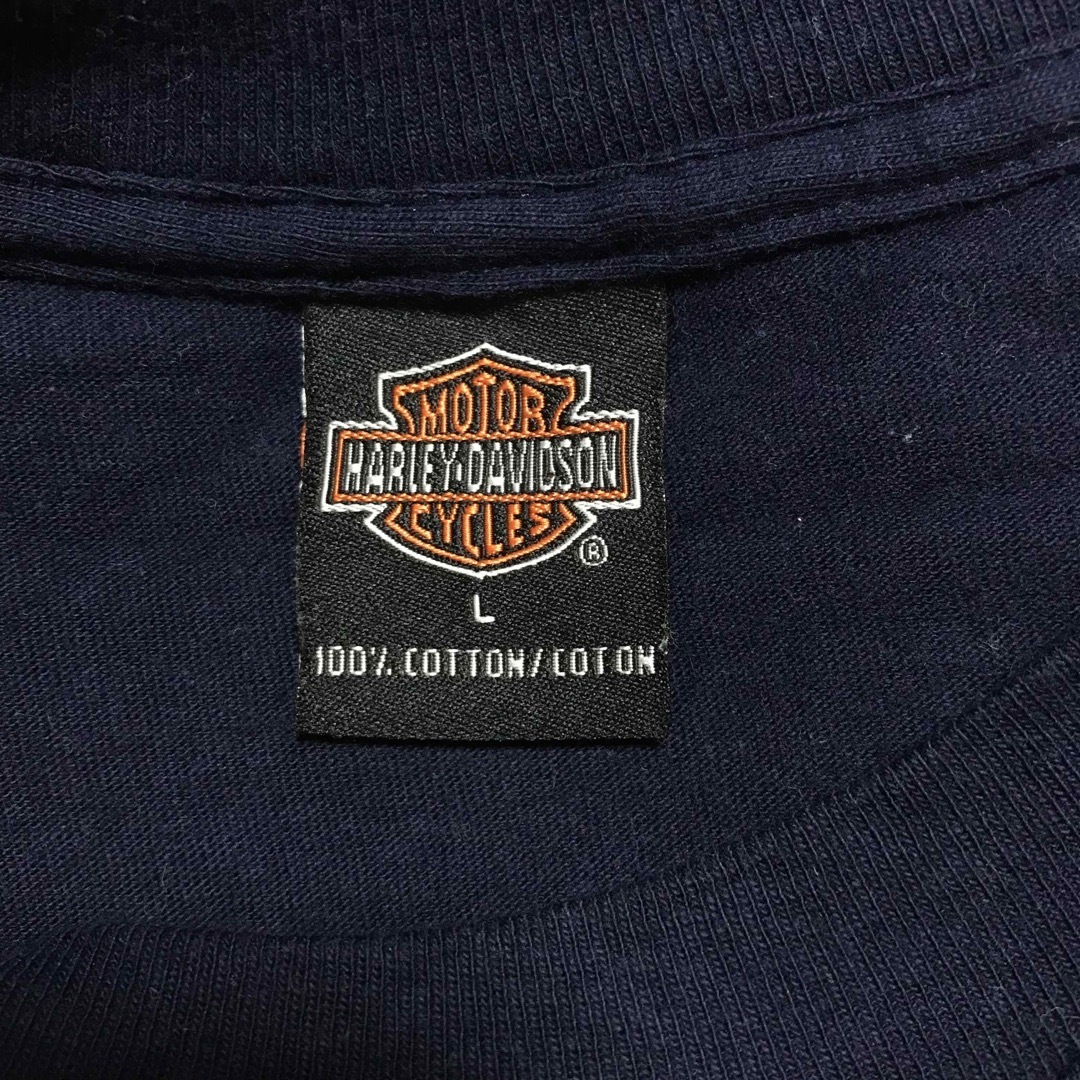 MOTOR
HARLEY-DAVIDSON
CYCLES
®
L
100% COTTON/COTON